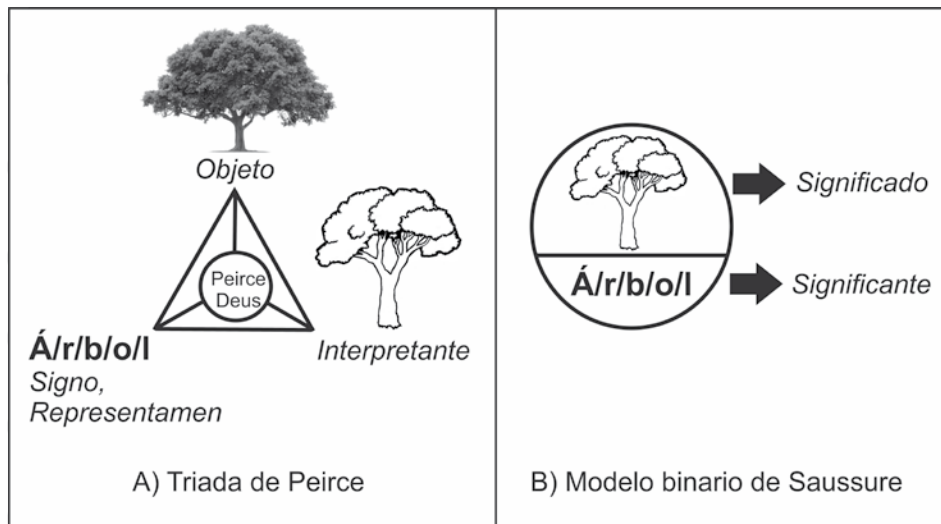 Objeto
Peirce
Deus
Á/r/b/o/l
Signo,
Representamen
Interpretante
A) Triada de Peirce
Significado
Á/r/b/o/l
Significante
B) Modelo binario de Saussure